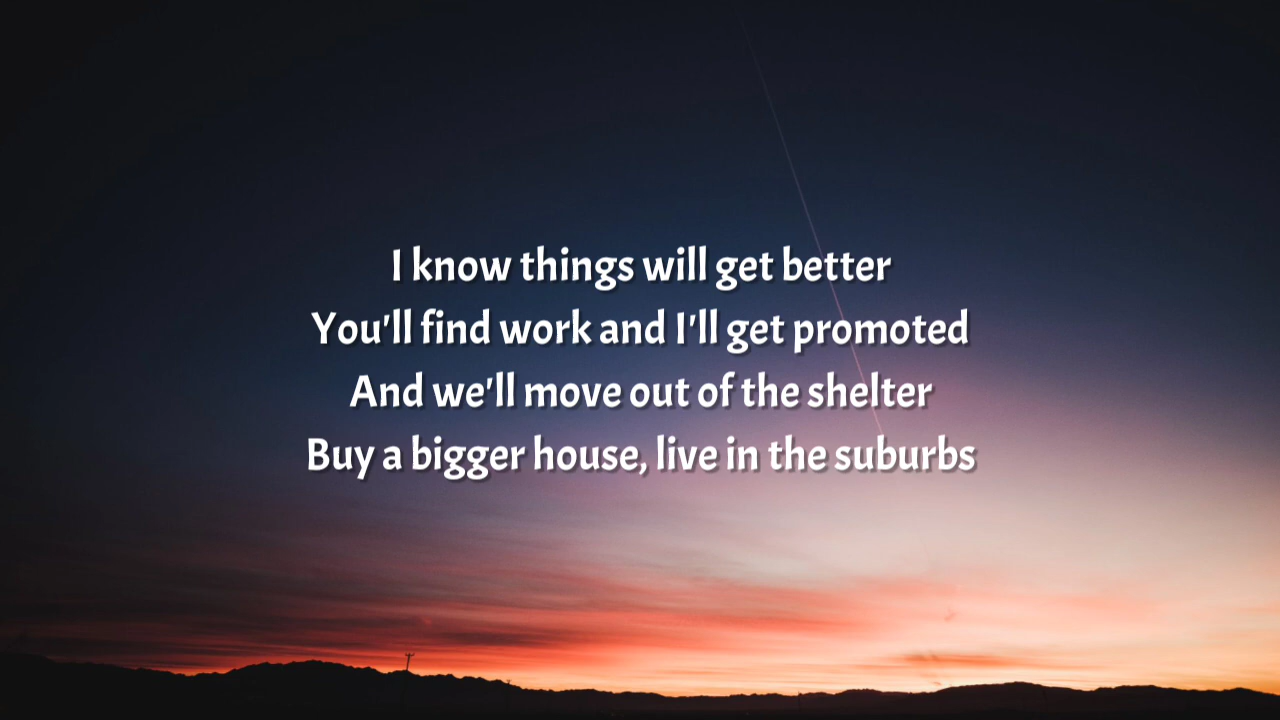 I know things will get better
You'll find work and I'll get promoted
And we'll move out of the shelter
Buy a bigger house, live in the suburbs